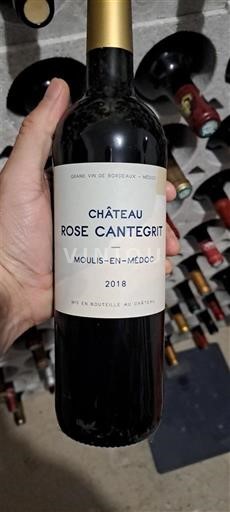 GRAND VIN DE BORDEAUX - MÉDOC
CHÂTEAU
ROSE CANTEGRIT
MOULIS-EN-MÉDOC
2018
MIS EN BOUTEILLE AU CHÂTEAU